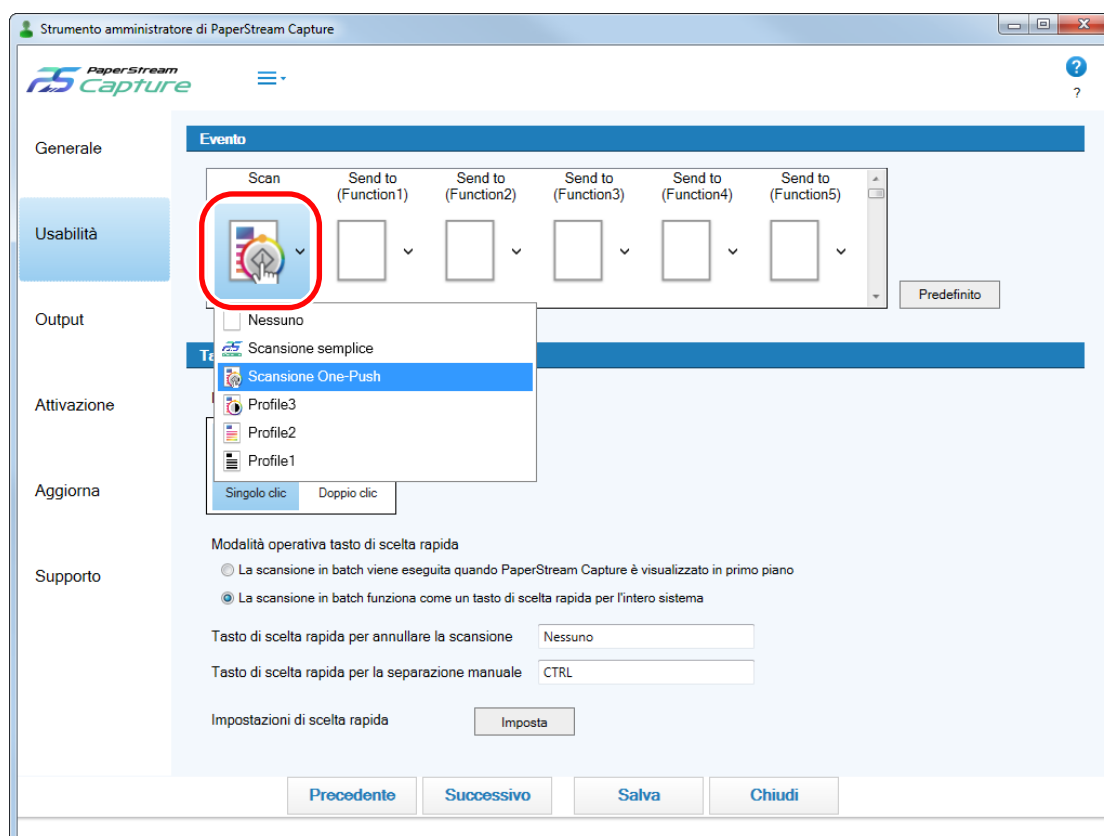 Strumento amministratore di PaperStream Capture
PaperStream
Capture
?
?
Generale
Usabilità
Output
Attivazione
Aggiorna
Supporto
Evento
Scan
Send to
(Function1)
Send to
(Function2)
Send to
(Function3)
Send to
(Function4)
Send to
(Function5)
Predefinito
Nessuno
Scansione semplice
Scansione One-Push
Profile3
Profile2
Profile1
Singolo clic
Doppio clic
Modalità operativa tasto di scelta rapida
La scansione in batch viene eseguita quando PaperStream Capture è visualizzato in primo piano
La scansione in batch funziona come un tasto di scelta rapida per l'intero sistema
Tasto di scelta rapida per annullare la scansione
Nessuno
Tasto di scelta rapida per la separazione manuale
CTRL
Impostazioni di scelta rapida
Imposta
Precedente
Successivo
Salva
Chiudi